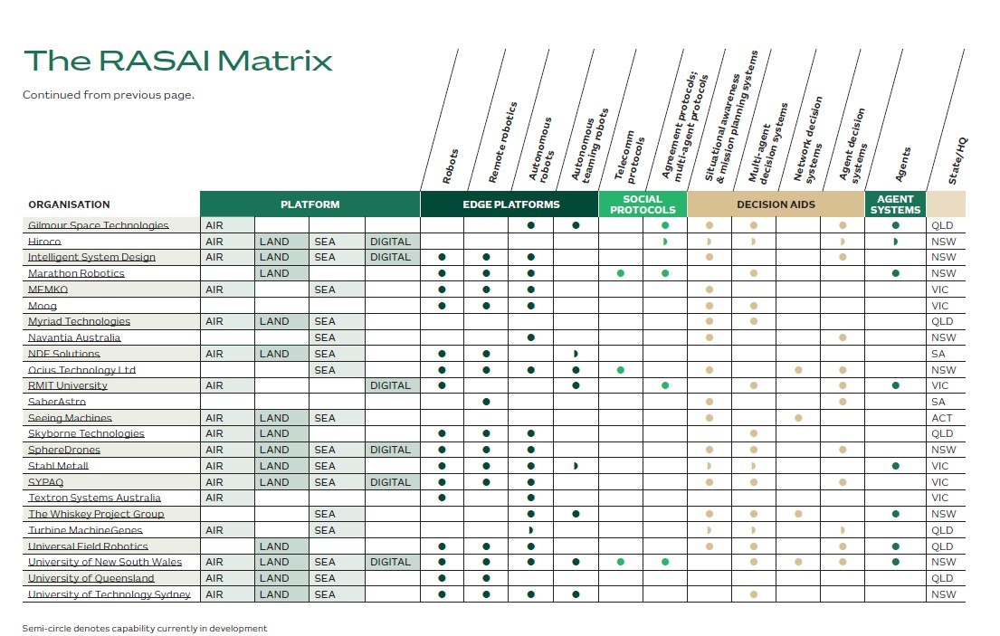 The RASAI Matrix
Continued from previous page.
Robots
Remote robotics
Autonomous
robots
Autonomous
teaming robots
Telecomm
protocols
Agreement protocols;
multi-agent protocols
Situational awareness
& mission planning systems
Multi-agent
decision systems
Network decision
systems
Agent decision
systems
Agents
State/HQ
ORGANISATION PLATFORM EDGE PLATFORMS SOCIAL PROTOCOLS DECISION AIDS AGENT SYSTEMS
Gilmour Space Technologies AIR ● ● ● ● ● ● ● QLD
Hiroco AIR LAND SEA DIGITAL ◗ ◗ ◗ ◗ ◗ NSW
Intelligent System Design AIR LAND SEA DIGITAL ● ● ● ● ● NSW
Marathon Robotics LAND ● ● ● ● ● ● ● NSW
MEMKO AIR SEA ● ● ● ● VIC
Moog ● ● ● ● ● VIC
Myriad Technologies AIR LAND SEA ● ● QLD
Navantia Australia SEA ● ● ● NSW
NDF Solutions AIR LAND SEA ● ● ◗ SA
Ocius Technology Ltd SEA ● ● ● ● ● ● ● ● NSW
RMIT University AIR DIGITAL ● ● ● ● ● ● VIC
SaberAstro ● ● ● SA
Seeing Machines AIR LAND SEA ● ● ACT
Skyborne Technologies AIR LAND ● ● ● ● QLD
SphereDrones AIR LAND SEA DIGITAL ● ● ● ● ● ● NSW
Stahl Metall AIR LAND SEA ● ● ● ◗ ◗ ◗ ● VIC
SYPAQ AIR LAND SEA DIGITAL ● ● ● ● ● ● VIC
Textron Systems Australia AIR ● ● VIC
The Whiskey Project Group SEA ● ● ● ● ● ● NSW
Turbine MachineGenes AIR SEA ◗ ◗ ◗ ◗ QLD
Universal Field Robotics LAND ● ● ● ● ● ● ● QLD
University of New South Wales AIR LAND SEA DIGITAL ● ● ● ● ● ● ● ● ● ● NSW
University of Queensland AIR LAND SEA ● ● QLD
University of Technology Sydney AIR LAND SEA ● ● ● ● ● NSW
Semi-circle denotes capability currently in development